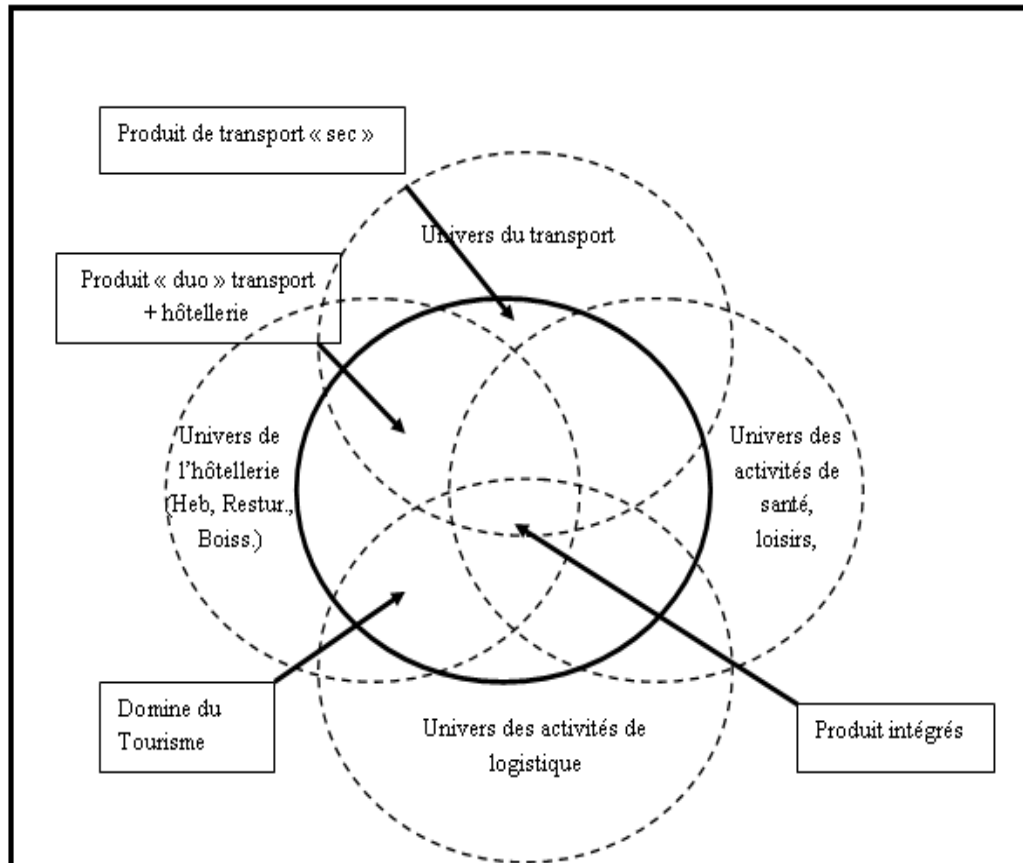 Produit de transport « sec »
Univers du transport
Produit « duo » transport
+ hôtellerie
Univers de
l'hôtellerie
(Heb, Restur.,
Boiss.)
Univers des
activités de
santé,
loisirs,
Domine du
Tourisme
Univers des activités de
logistique
Produit intégrés